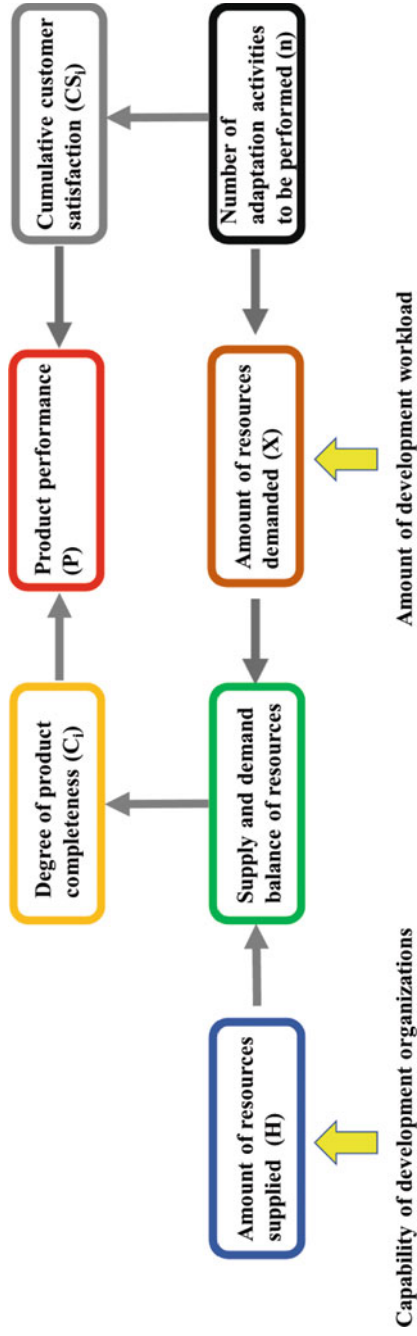 Degree of product
completeness (Ci)
Product performance
(P)
Cumulative customer
satisfaction (CSi)
Amount of resources
supplied (H)
Supply and demand
balance of resources
Amount of resources
demanded (X)
Number of
adaptation activities
to be performed (n)
Capability of development organizations
Amount of development workload